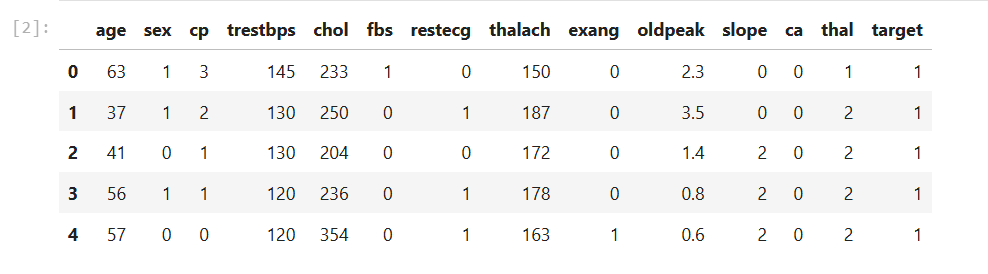 [2]:
age sex cp trestbps chol fbs restecg thalach exang oldpeak slope ca thal target
0 63 1 3 145 233 1 0 150 0 2.3 0 0 1 1
1 37 1 2 130 250 0 1 187 0 3.5 0 0 2 1
2 41 0 1 130 204 0 0 172 0 1.4 2 0 2 1
3 56 1 1 120 236 0 1 178 0 0.8 2 0 2 1
4 57 0 0 120 354 0 1 163 1 0.6 2 0 2 1